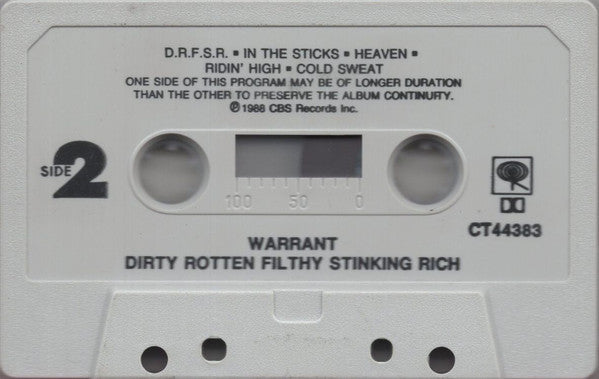 D.R.F.S.R. ▪ IN THE STICKS ▪ HEAVEN ▪
RIDIN' HIGH ▪ COLD SWEAT
ONE SIDE OF THIS PROGRAM MAY BE OF LONGER DURATION
THAN THE OTHER TO PRESERVE THE ALBUM CONTINUITY.
℗ 1988 CBS Records Inc.
SIDE 2
100 50 0
CT44383
WARRANT
DIRTY ROTTEN FILTHY STINKING RICH